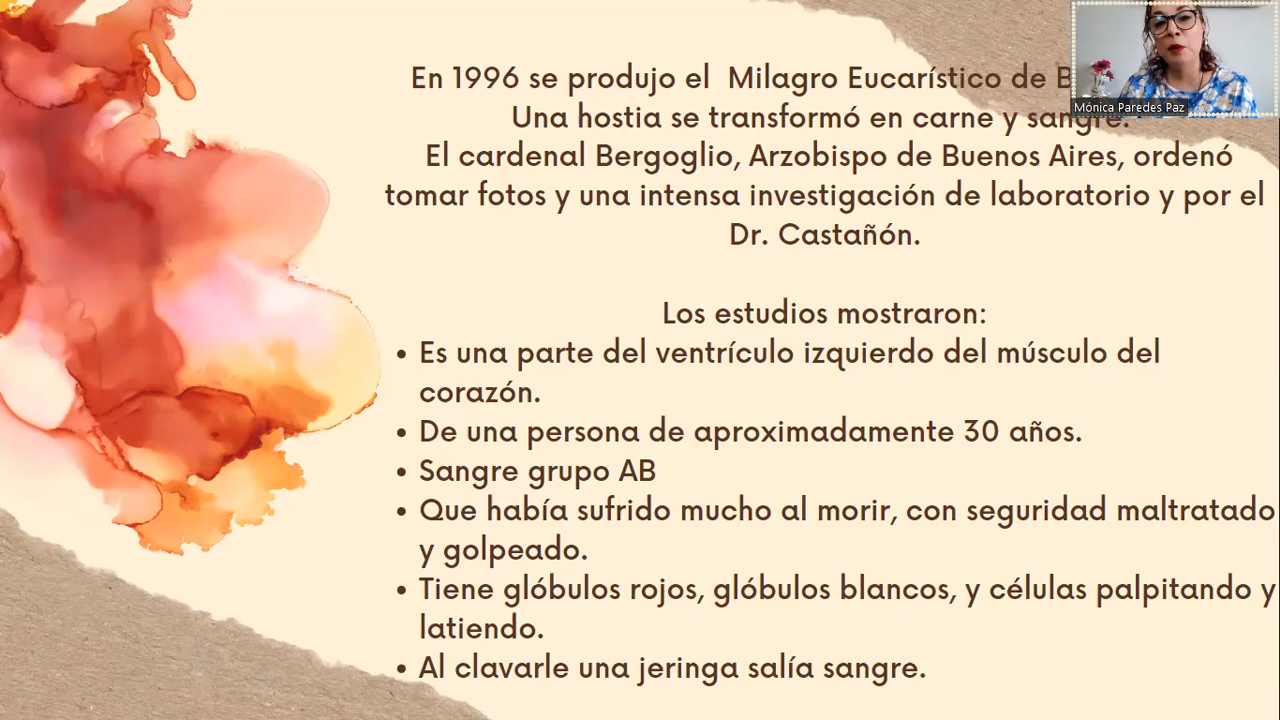 En 1996 se produjo el Milagro Eucarístico de
Una hostia se transformó en carne y sangre.
El cardenal Bergoglio, Arzobispo de Buenos Aires, ordenó
tomar fotos y una intensa investigación de laboratorio y por el
Dr. Castañón.
Los estudios mostraron:
• Es una parte del ventrículo izquierdo del músculo del
corazón.
• De una persona de aproximadamente 30 años.
• Sangre grupo AB
• Que había sufrido mucho al morir, con seguridad maltratado
y golpeado.
• Tiene glóbulos rojos, glóbulos blancos, y células palpitando y
latiendo.
• Al clavarle una jeringa salía sangre.
Mónica Paredes Paz